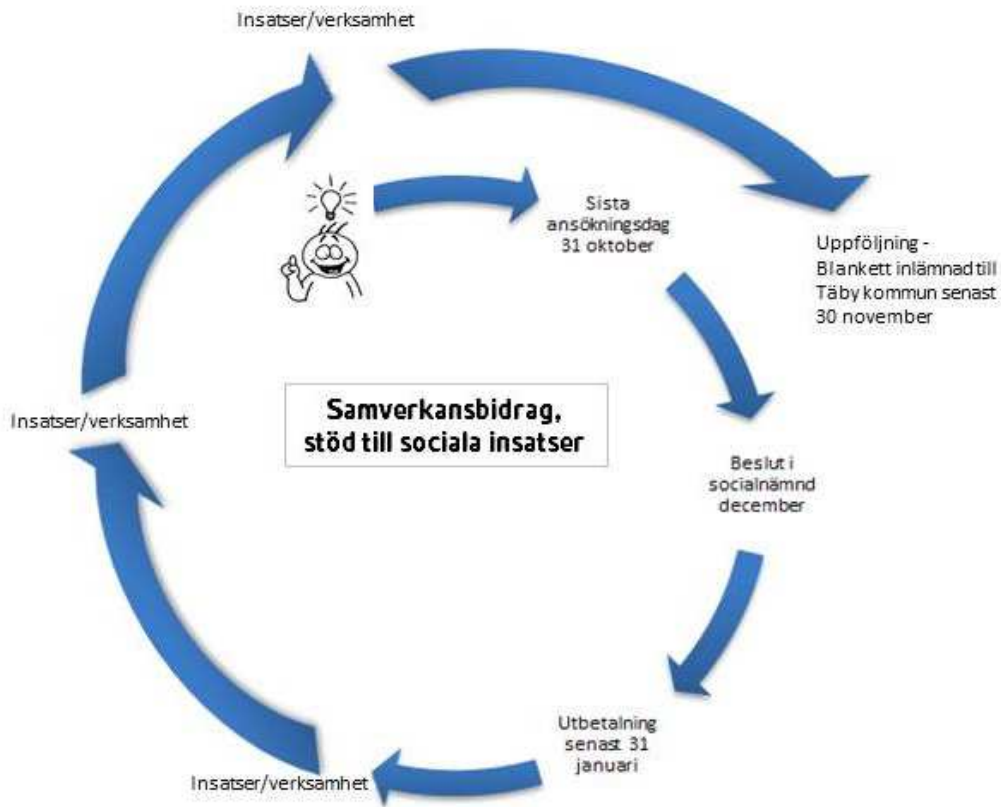 Insatser/verksamhet
Sista
ansökningsdag
31 oktober
Uppföljning -
Blankett inlämnad till
Täby kommun senast
30 november
Insatser/verksamhet
Samverkansbidrag,
stöd till sociala insatser
Beslut i
socialnämnd
december
Utbetalning
senast 31
januari
Insatser/verksamhet